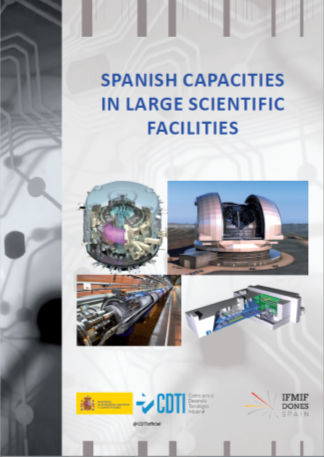 SPANISH CAPACITIES
IN LARGE SCIENTIFIC
FACILITIES
CDTI
@CDTIoficial
IFMIF
DONES
SPAIN